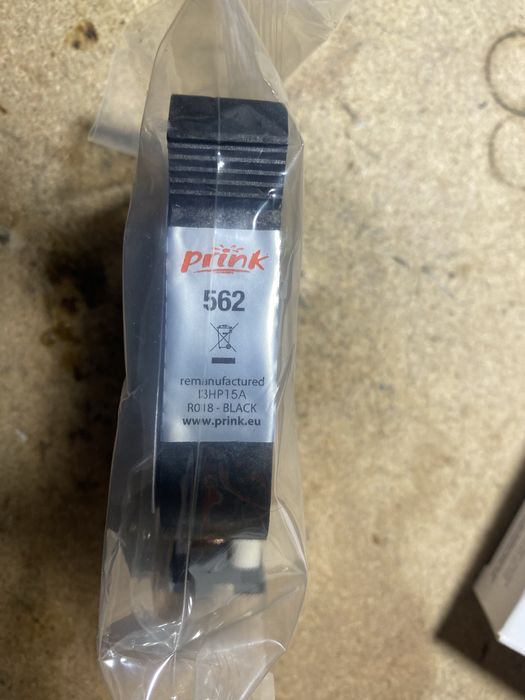 prink
562
remanufactured
I3HP15A
R018 - BLACK
www.prink.eu